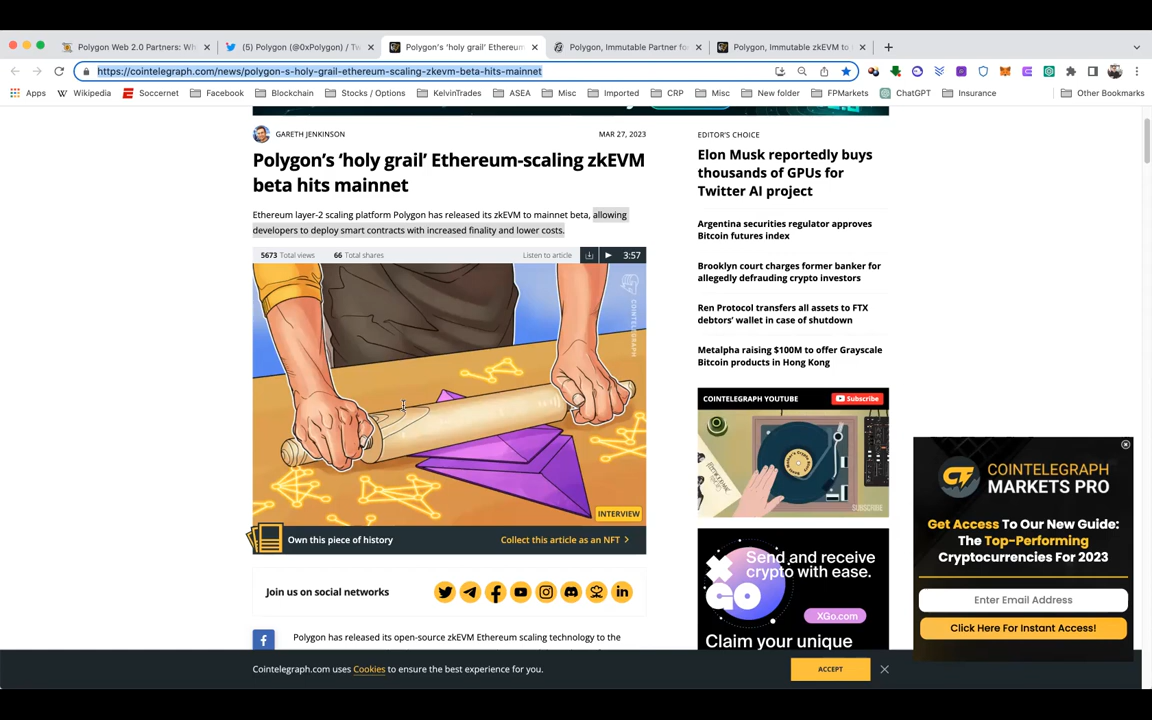 Polygon Web 2.0 Partners: Wh
(5) Polygon (@0xPolygon) / Tw
Polygon's 'holy grail' Ethereum
Polygon, Immutable Partner fo
Polygon, Immutable zkEVM to
https://cointelegraph.com/news/polygon-s-holy-grail-ethereum-scaling-zkevm-beta-hits-mainnet
Apps
Wikipedia
Soccernet
Facebook
Blockchain
Stocks / Options
KelvinTrades
ASEA
Misc
Imported
CRP
Misc
New folder
FPMarkets
ChatGPT
Insurance
Other Bookmarks
GARETH JENKINSON
MAR 27, 2023
Polygon's 'holy grail' Ethereum-scaling zkEVM
beta hits mainnet
Ethereum layer-2 scaling platform Polygon has released its zkEVM to mainnet beta, allowing
developers to deploy smart contracts with increased finality and lower costs.
5673 Total views
66 Total shares
Listen to article
3:57
COINTELEGRAPH
INTERVIEW
Own this piece of history
Collect this article as an NFT
Join us on social networks
Polygon has released its open-source zkEVM Ethereum scaling technology to the
EDITOR'S CHOICE
Elon Musk reportedly buys
thousands of GPUs for
Twitter AI project
Argentina securities regulator approves
Bitcoin futures index
Brooklyn court charges former banker for
allegedly defrauding crypto investors
Ren Protocol transfers all assets to FTX
debtors' wallet in case of shutdown
Metalpha raising $100M to offer Grayscale
Bitcoin products in Hong Kong
COINTELEGRAPH YOUTUBE
Subscribe
SUBSCRIBE
Send and receive
crypto with ease.
GO
XGo.com
Claim your unique
COINTELEGRAPH
MARKETS PRO
Get Access To Our New Guide:
The Top-Performing
Cryptocurrencies For 2023
Enter Email Address
Click Here For Instant Access!
Cointelegraph.com uses Cookies to ensure the best experience for you.
ACCEPT